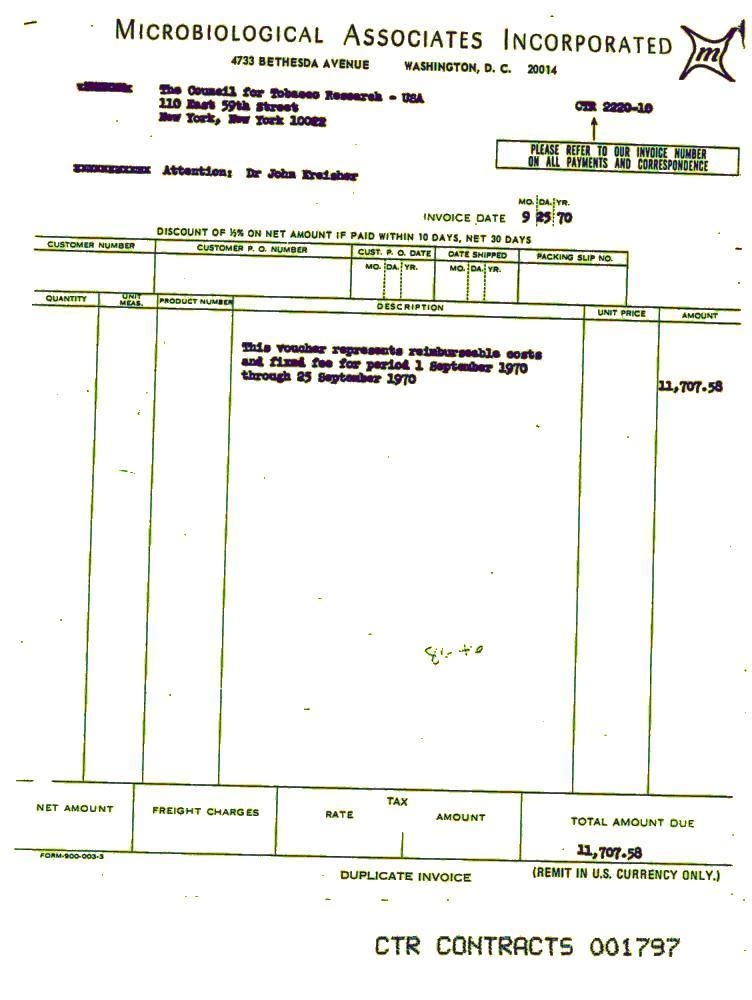 MICROBIOLOGICAL ASSOCIATES INCORPORATED
m
4733 BETHESDA AVENUE WASHINGTON, D. C. 20014
The Council for Tobacco Research - USA
110 East 59th Street
New York, New York 10022
CTR 2220-10
PLEASE REFER TO OUR INVOICE NUMBER
ON ALL PAYMENTS AND CORRESPONDENCE
Attention: Dr John Kreisher
MO. DA. YR.
INVOICE DATE 9 25 70
DISCOUNT OF ½% ON NET AMOUNT IF PAID WITHIN 10 DAYS, NET 30 DAYS
CUSTOMER NUMBER CUSTOMER P. O. NUMBER CUST. P. O. DATE DATE SHIPPED PACKING SLIP NO.
MO. DA. YR. MO. DA. YR.
QUANTITY UNIT MEAS. PRODUCT NUMBER DESCRIPTION UNIT PRICE AMOUNT
This voucher represents reimburseable costs
and fixed fee for period 1 September 1970
through 25 September 1970
11,707.58
NET AMOUNT FREIGHT CHARGES TAX
RATE AMOUNT TOTAL AMOUNT DUE
11,707.58
FORM-900-003-3
DUPLICATE INVOICE (REMIT IN U.S. CURRENCY ONLY.)
CTR CONTRACTS 001797